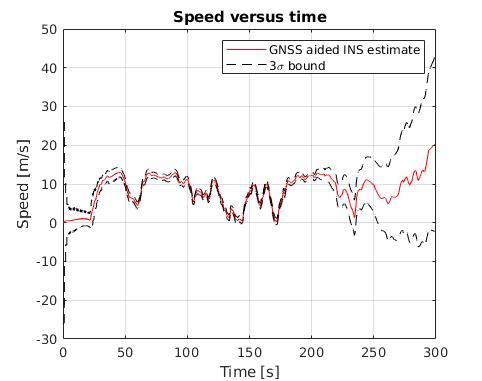 Speed versus time
GNSS aided INS estimate
3σ bound
50
40
30
20
10
0
-10
-20
-30
Speed [m/s]
0 50 100 150 200 250 300
Time [s]